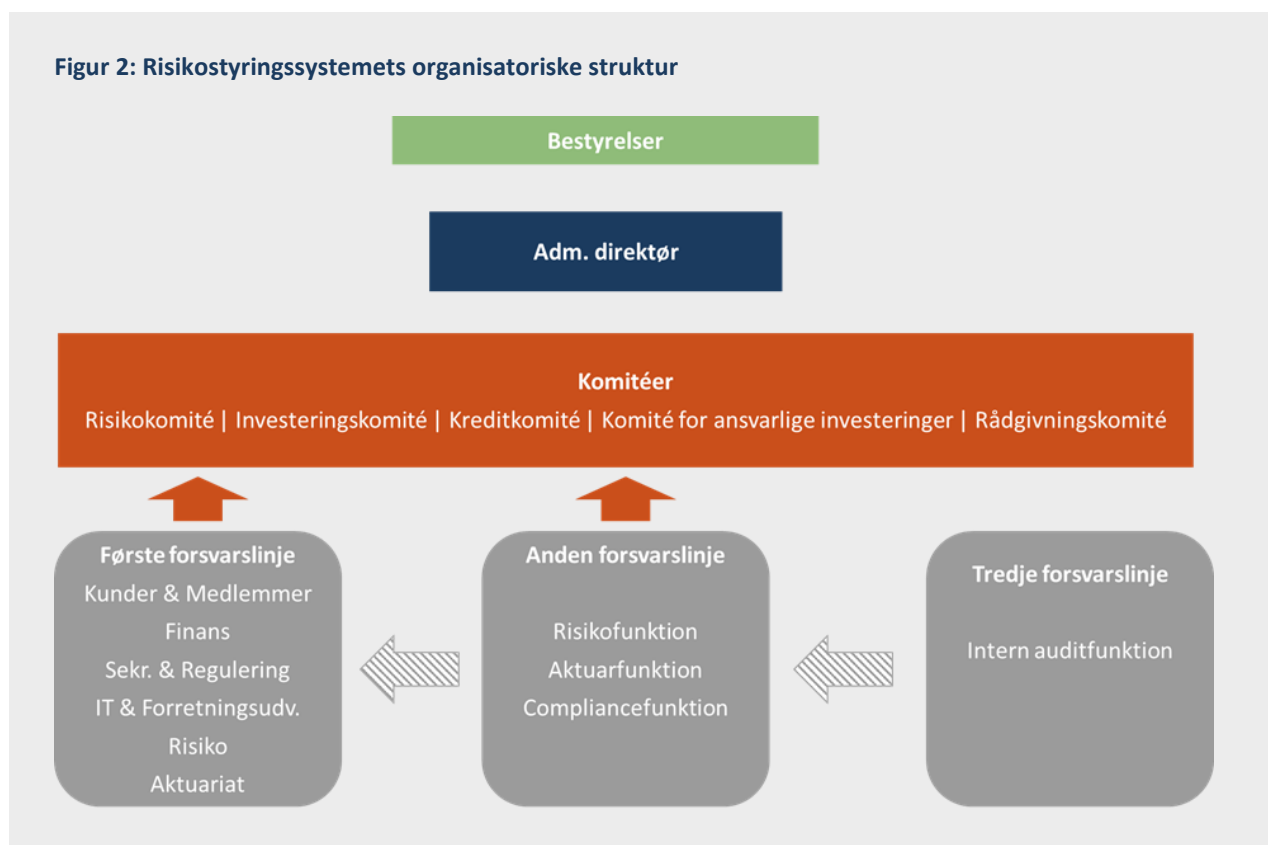 Figur 2: Risikostyringssystemets organisatoriske struktur
Bestyrelser
Adm. direktør
Komitéer
Risikokomité | Investeringskomité | Kreditkomité | Komité for ansvarlige investeringer | Rådgivningskomité
Første forsvarslinje
Kunder & Medlemmer
Finans
Sekr. & Regulering
IT & Forretningsudv.
Risiko
Aktuariat
Anden forsvarslinje
Risikofunktion
Aktuarfunktion
Compliancefunktion
Tredje forsvarslinje
Intern auditfunktion